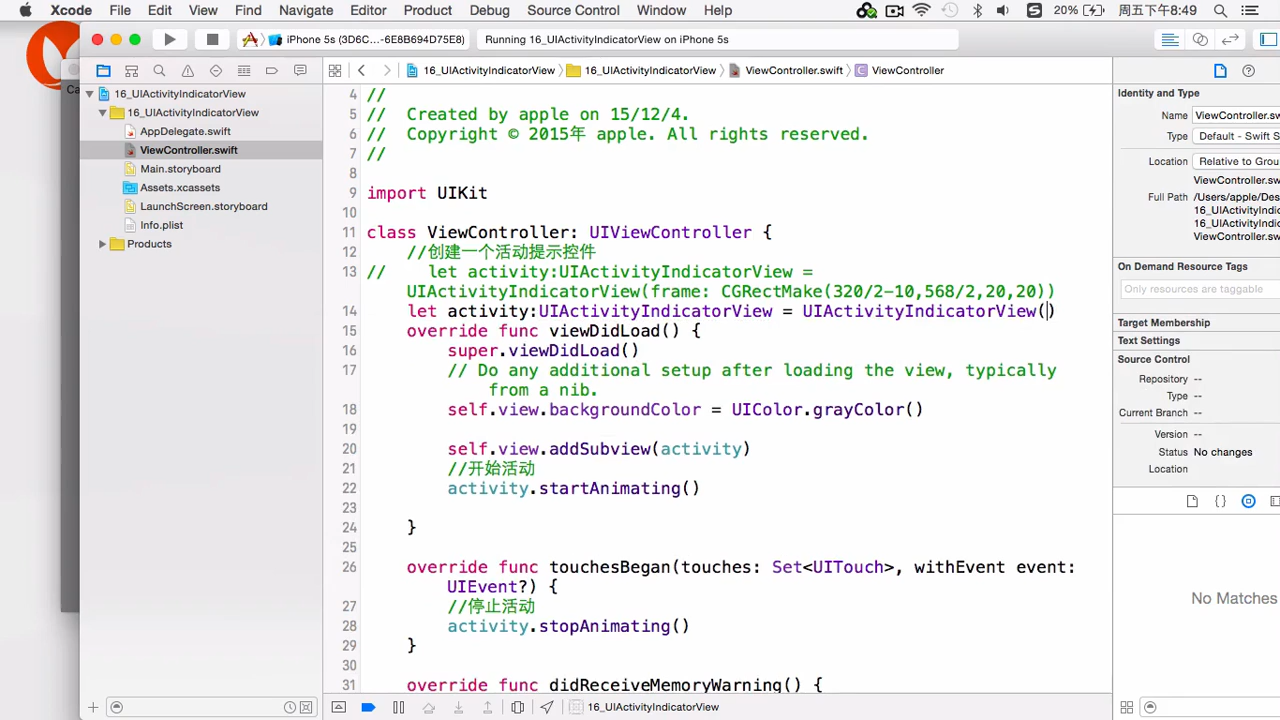 Xcode File Edit View Find Navigate Editor Product Debug Source Control Window Help 20% 周五下午8:49
iPhone 5s (3D6C...-6E8B694D75E8) Running 16_UIActivityIndicatorView on iPhone 5s
16_UIActivityIndicatorView 16_UIActivityIndicatorView ViewController.swift ViewController
Ca
16_UIActivityIndicatorView
16_UIActivityIndicatorView
AppDelegate.swift
ViewController.swift
Main.storyboard
Assets.xcassets
LaunchScreen.storyboard
Info.plist
Products
4 //
5 // Created by apple on 15/12/4.
6 // Copyright © 2015年 apple. All rights reserved.
7 //
8
9 import UIKit
10
11 class ViewController: UIViewController {
12 //创建一个活动提示控件
13 // let activity:UIActivityIndicatorView =
UIActivityIndicatorView(frame: CGRectMake(320/2-10,568/2,20,20))
14 let activity:UIActivityIndicatorView = UIActivityIndicatorView()
15 override func viewDidLoad() {
16 super.viewDidLoad()
17 // Do any additional setup after loading the view, typically
from a nib.
18 self.view.backgroundColor = UIColor.grayColor()
19
20 self.view.addSubview(activity)
21 //开始活动
22 activity.startAnimating()
23
24 }
25
26 override func touchesBegan(touches: Set<UITouch>, withEvent event:
UIEvent?) {
27 //停止活动
28 activity.stopAnimating()
29 }
30
31 override func didReceiveMemoryWarning() {
16_UIActivityIndicatorView
Identity and Type
Name ViewController.sw
Type Default - Swift S
Location Relative to Grou
ViewController.sw
Full Path /Users/apple/Des
16_UIActivityIndic
16_UIActivityIndic
ViewController.sw
On Demand Resource Tags
Only resources are taggable
Target Membership
Text Settings
Source Control
Repository --
Type --
Current Branch --
Version --
Status No changes
Location
No Matches